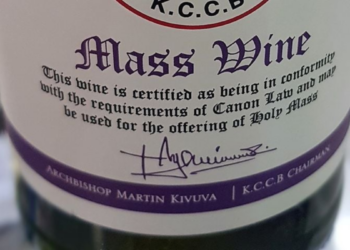 K.C.C.B
Mass Wine
This wine is certified as being in conformity
with the requirements of Canon Law and may
be used for the offering of Holy Mass
ARCHBISHOP MARTIN KIVUVA | K.C.C.B CHAIRMAN